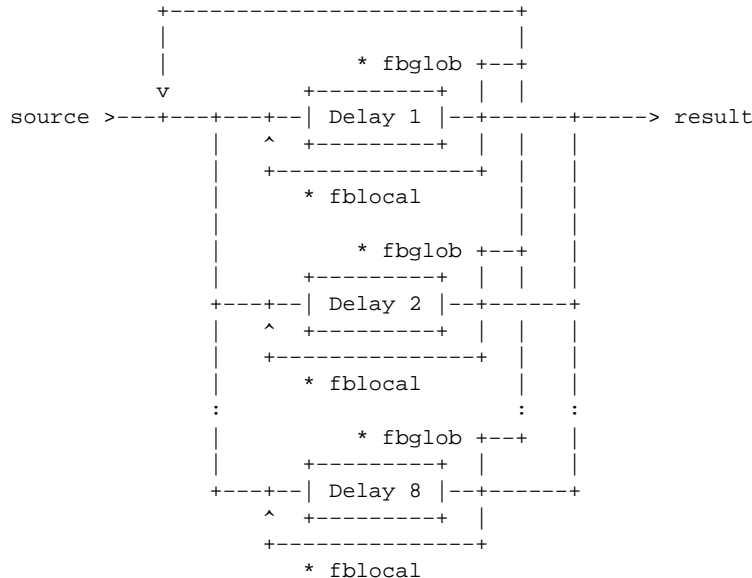 * fbglob
source > Delay 1 > result
* fblocal
* fbglob
Delay 2
* fblocal
* fbglob
Delay 8
* fblocal